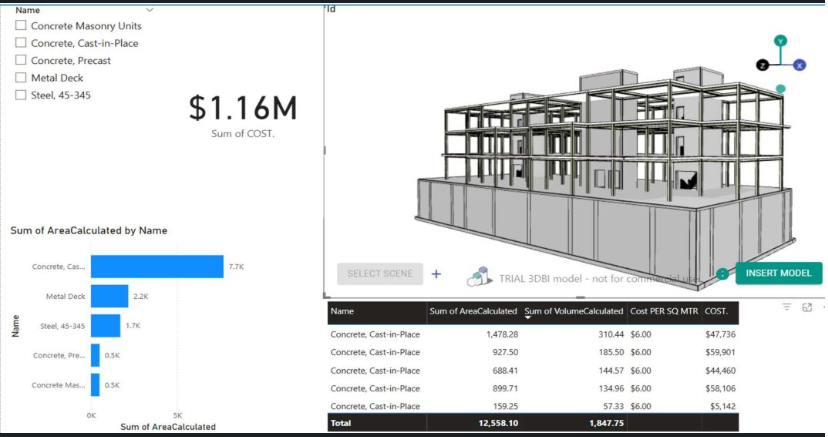 Name
Concrete Masonry Units
Concrete, Cast-in-Place
Concrete, Precast
Metal Deck
Steel, 45-345
$1.16M
Sum of COST.
Sum of AreaCalculated by Name
Name
Concrete, Cas... 7.7K
Metal Deck 2.2K
Steel, 45-345 1.7K
Concrete, Pre... 0.5K
Concrete Mas... 0.5K
0K 5K
Sum of AreaCalculated
Y
Z X
SELECT SCENE + TRIAL 3DBI model - not for commercial use INSERT MODEL
Name Sum of AreaCalculated Sum of VolumeCalculated Cost PER SQ MTR COST.
Concrete, Cast-in-Place 1,478.28 310.44 $6.00 $47,736
Concrete, Cast-in-Place 927.50 185.50 $6.00 $59,901
Concrete, Cast-in-Place 688.41 144.57 $6.00 $44,460
Concrete, Cast-in-Place 899.71 134.96 $6.00 $58,106
Concrete, Cast-in-Place 159.25 57.33 $6.00 $5,142
Total 12,558.10 1,847.75